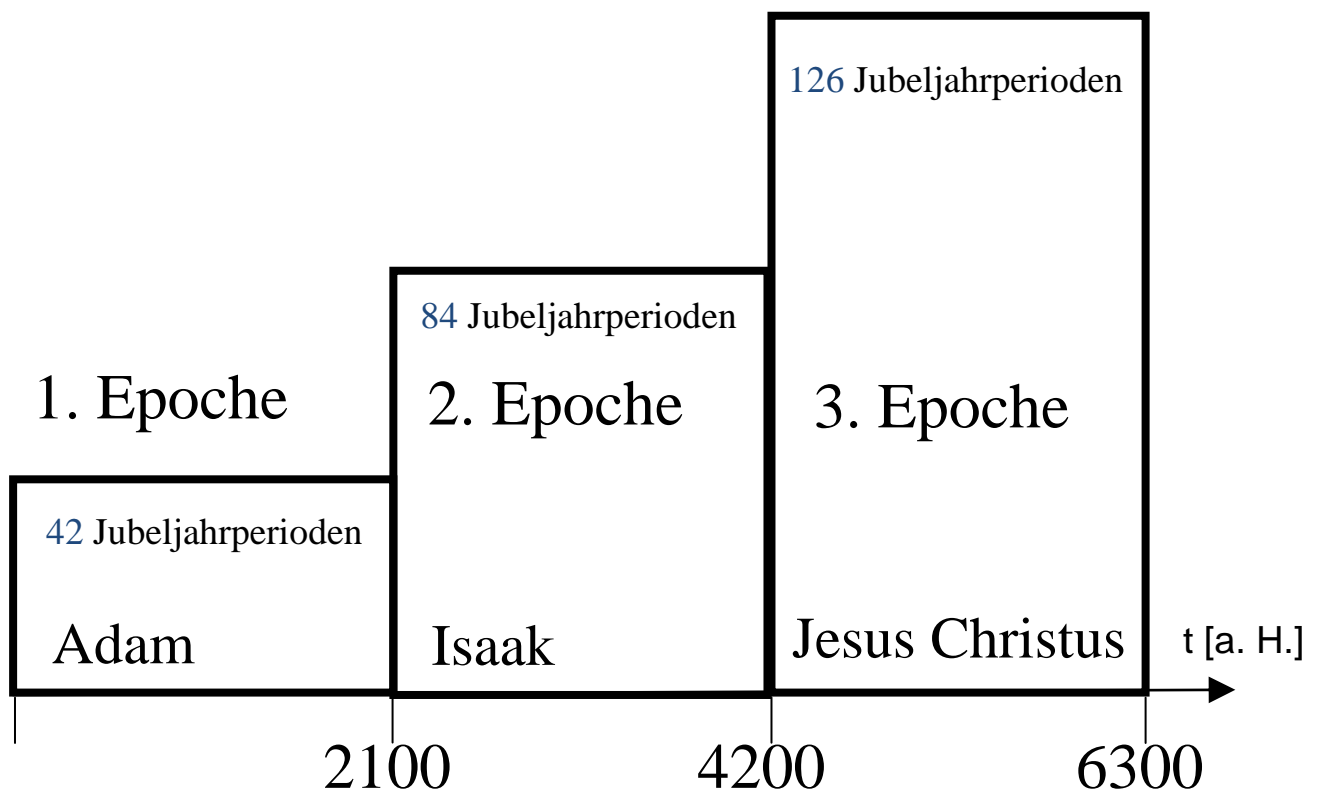 126 Jubeljahrperioden
84 Jubeljahrperioden
1. Epoche
2. Epoche
3. Epoche
42 Jubeljahrperioden
Adam
Isaak
Jesus Christus
t [a. H.]
2100
4200
6300